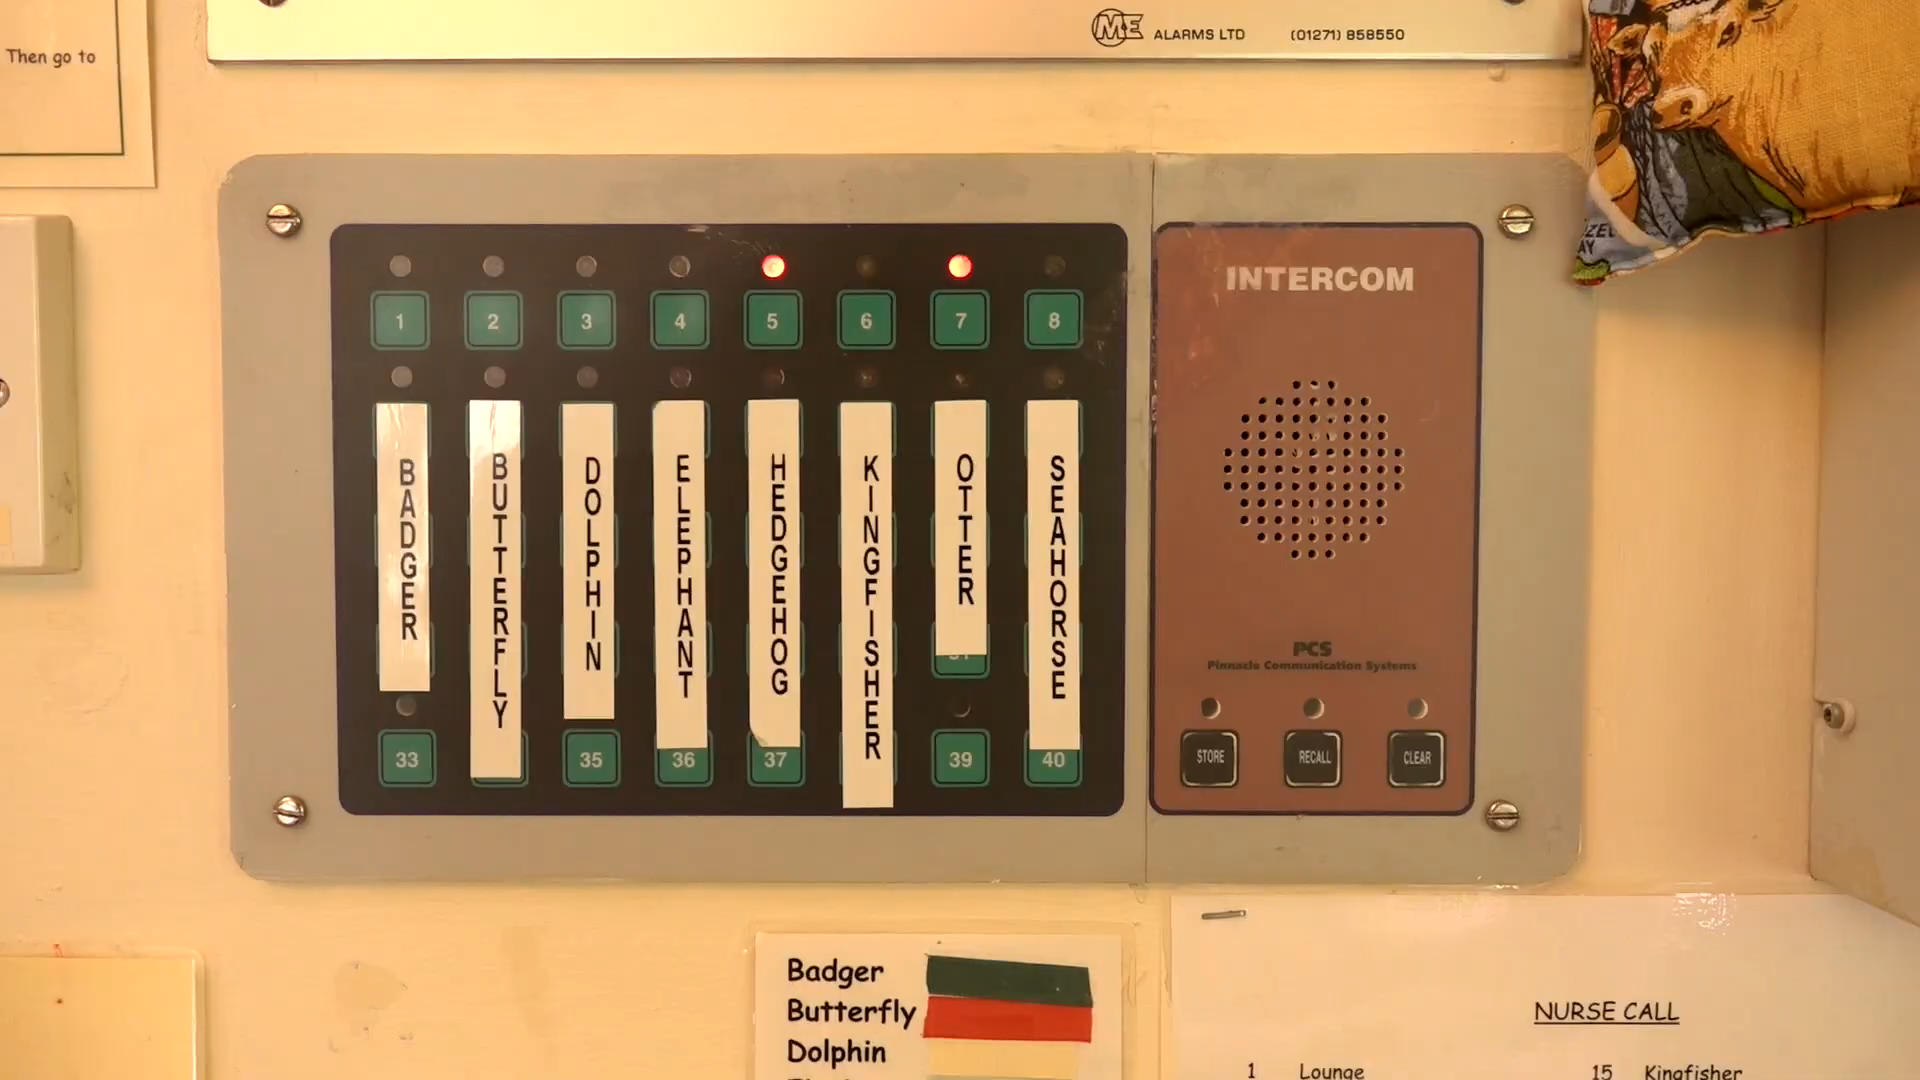 Then go to
ME ALARMS LTD (01271) 858550
1 2 3 4 5 6 7 8
INTERCOM
BADGER
BUTTERFLY
DOLPHIN
ELEPHANT
HEDGEHOG
KINGFISHER
OTTER
SEAHORSE
33 35 36 37 39 40
PCS
Pinnacle Communication Systems
STORE RECALL CLEAR
Badger
Butterfly
Dolphin
NURSE CALL
1 Lounge 15 Kingfisher